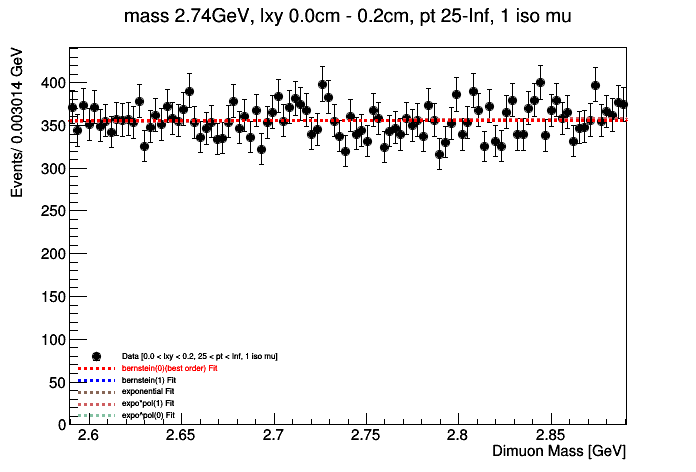 mass 2.74GeV, lxy 0.0cm - 0.2cm, pt 25-Inf, 1 iso mu
Events/ 0.003014 GeV
400
350
300
250
200
150
100
50
0
Data [0.0 < lxy < 0.2, 25 < pt < Inf, 1 iso mu]
bernstein(0)(best order) Fit
bernstein(1) Fit
exponential Fit
expo*pol(1) Fit
expo^pol(0) Fit
2.6 2.65 2.7 2.75 2.8 2.85
Dimuon Mass [GeV]